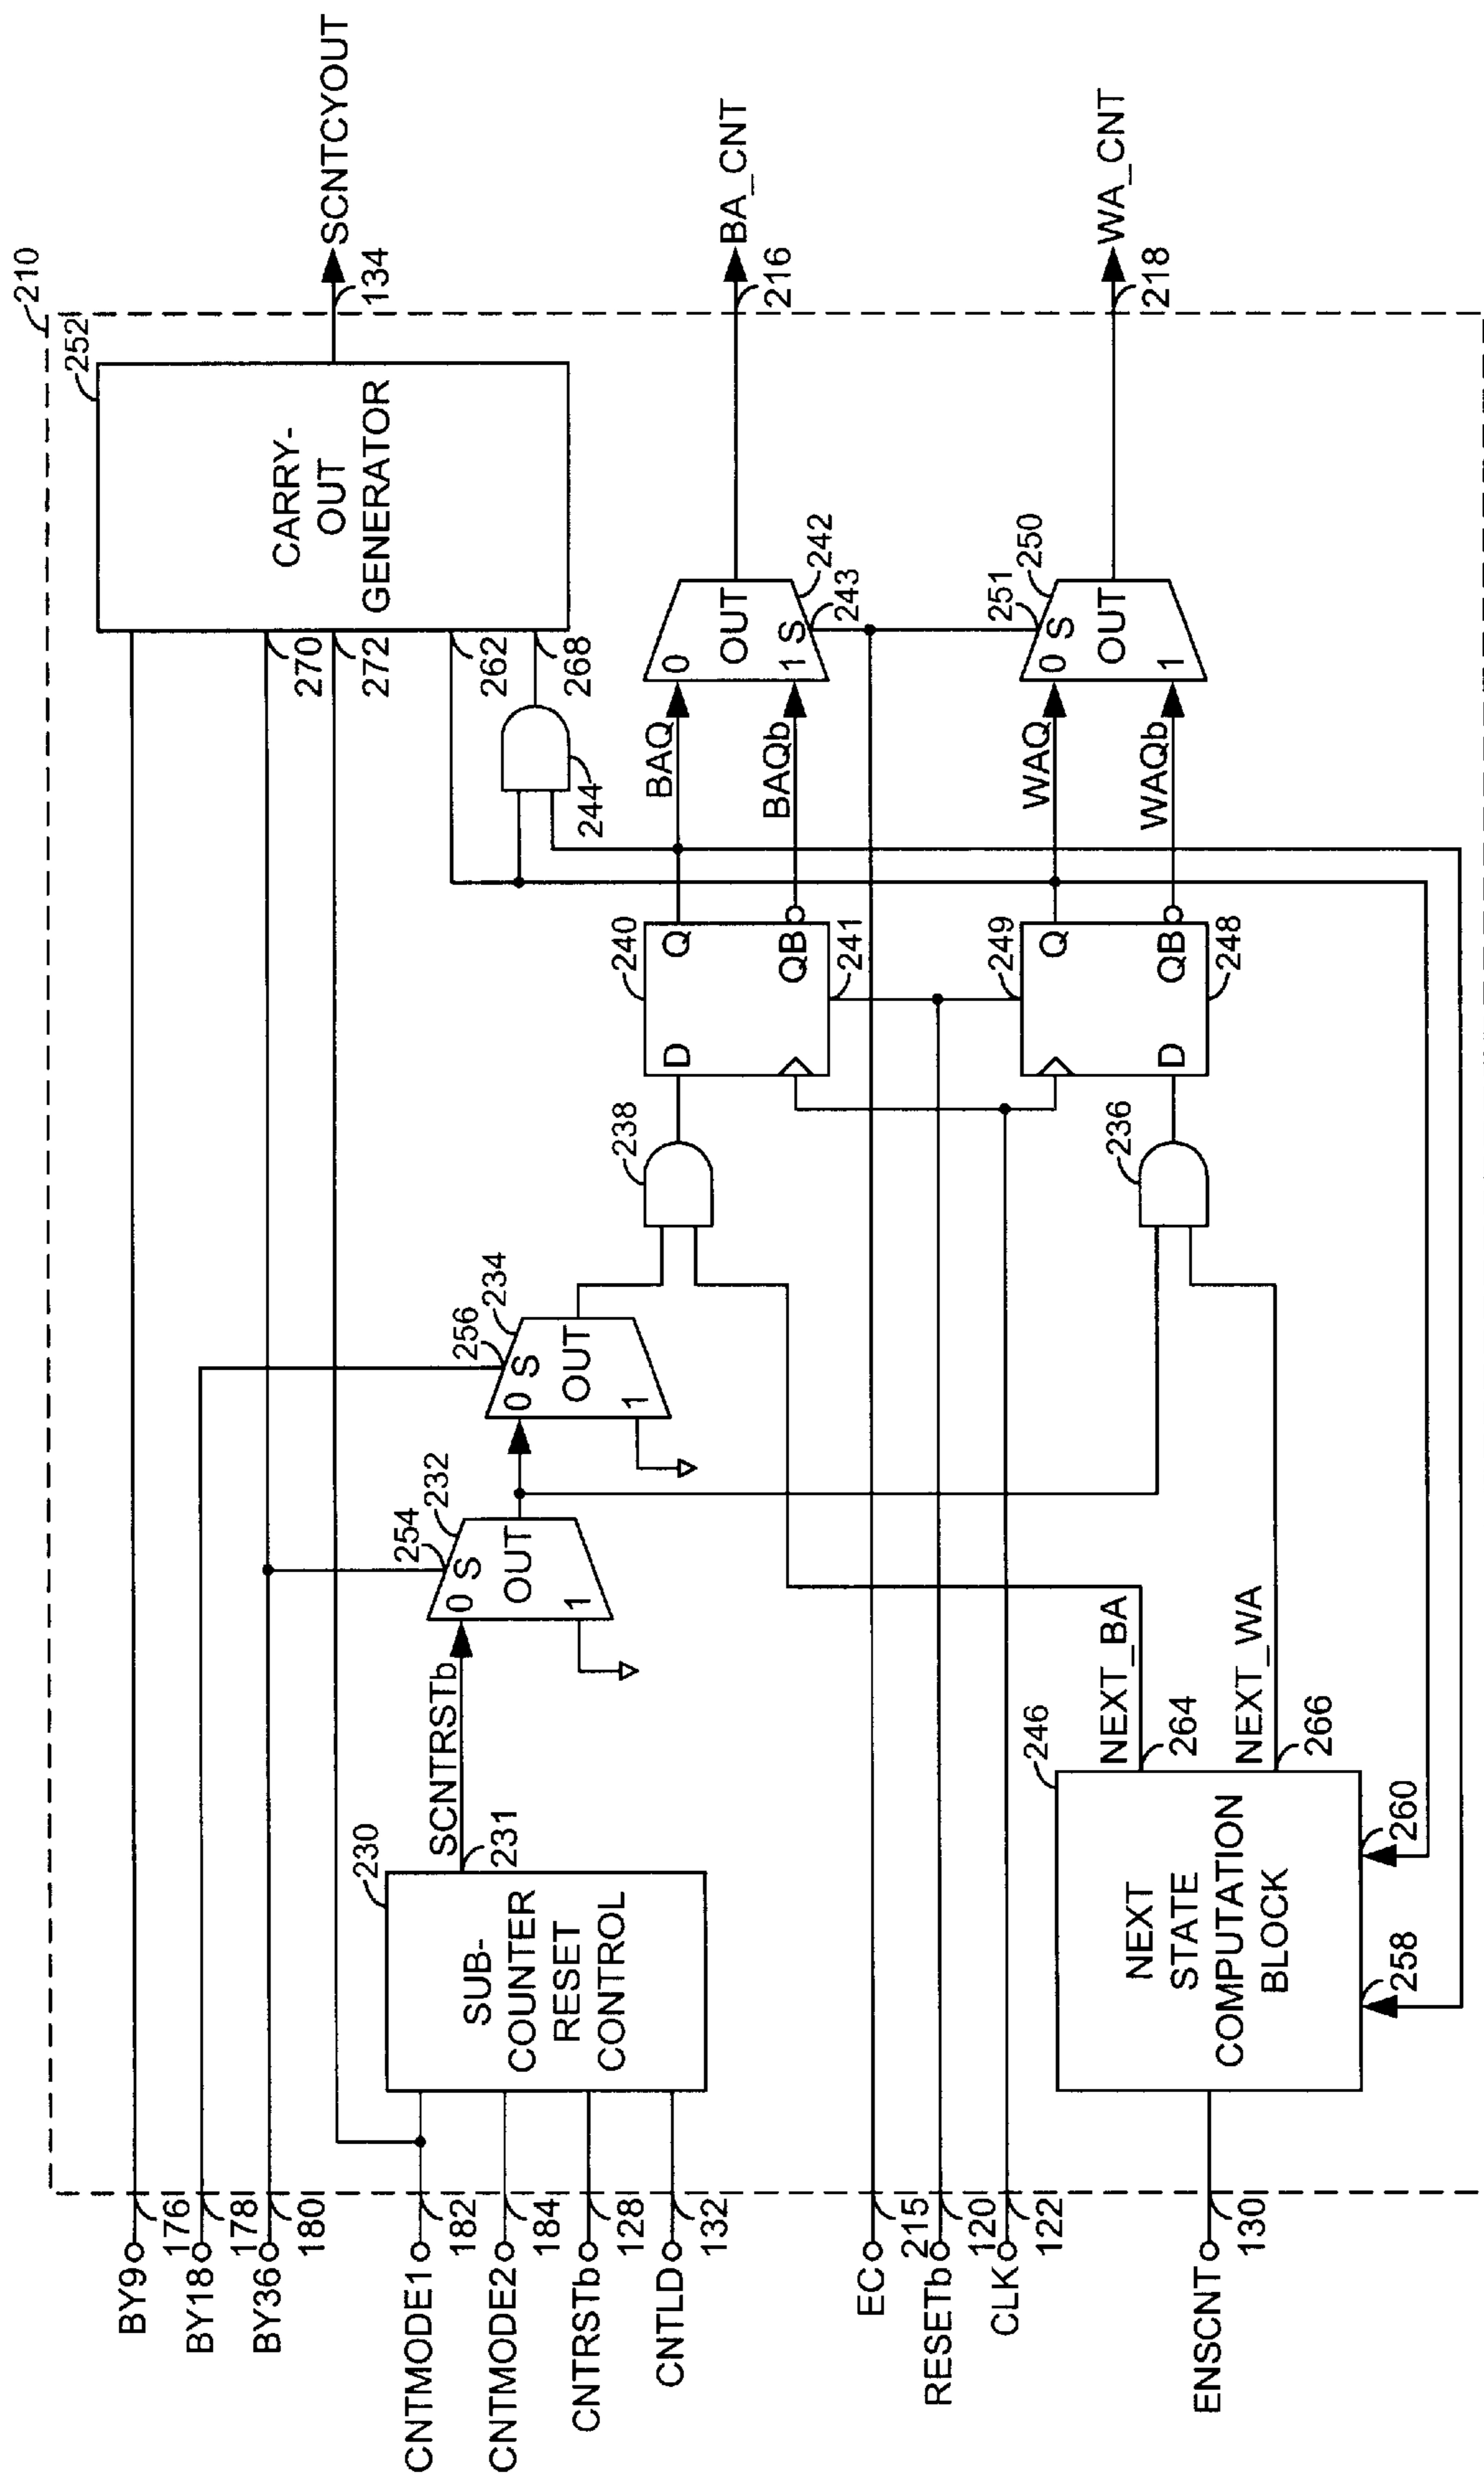 210
BY9
176
BY18
178
BY36
180
CNTMODE1
182
CNTMODE2
184
CNTRSTb
128
CNTLD
132
EC
215
RESETb
120
CLK
122
ENSCNT
130
230
SUB-
COUNTER
RESET
CONTROL
231
SCNTRSTb
254
232
0 S
OUT
1
256
234
0 S
OUT
1
238
236
246
NEXT
STATE
COMPUTATION
BLOCK
258
260
NEXT_BA
264
NEXT_WA
266
240
D
Q
QB
241
249
Q
D
QB
248
244
BAQ
BAQb
WAQ
WAQb
0
OUT
1 S
242
243
251
250
0 S
OUT
1
252
CARRY-
OUT
GENERATOR
270
272
262
268
SCNTCYOUT
134
BA_CNT
216
WA_CNT
218